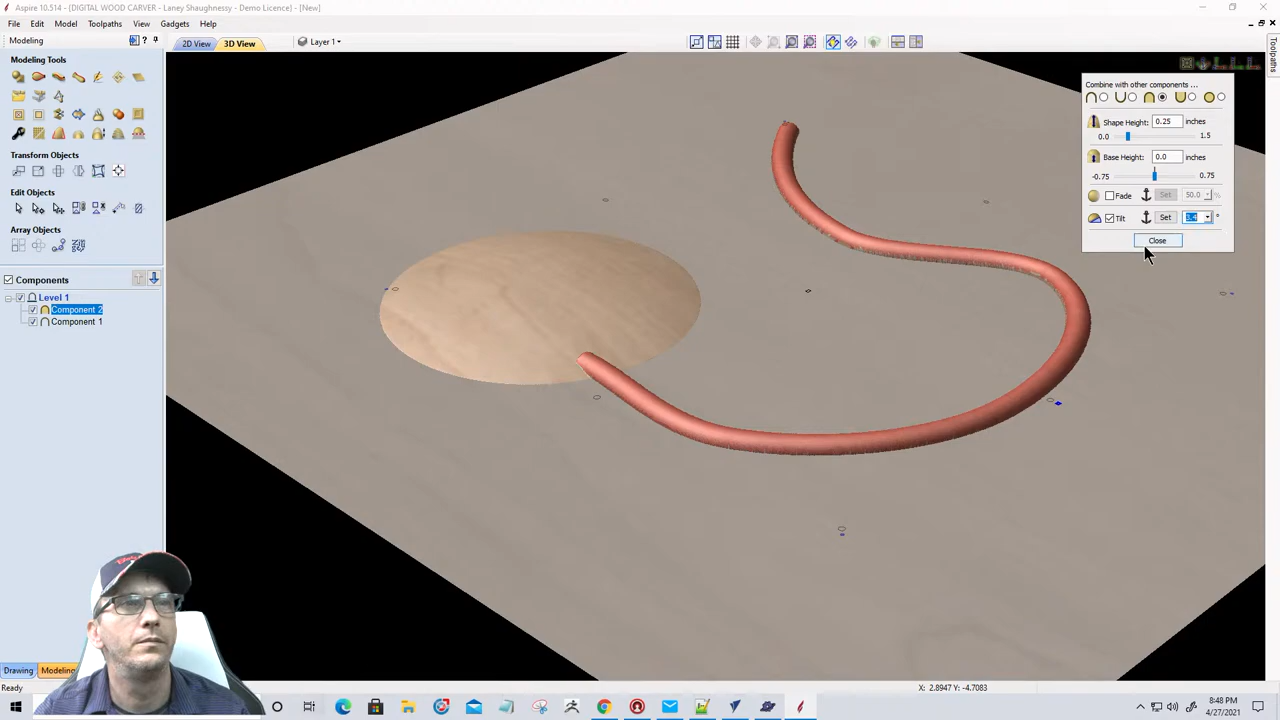 Aspire 10.514 - (DIGITAL WOOD CARVER - Laney Shaughnessy - Demo Licence) - [New]
File Edit Model Toolpaths View Gadgets Help
Modeling
2D View 3D View Layer 1
Toolpaths
Modeling Tools
Transform Objects
Edit Objects
Array Objects
Components
Level 1
Component 2
Component 1
Combine with other components ...
Shape Height: 0.25 inches
0.0 1.5
Base Height: 0.0 inches
-0.75 0.75
Fade Set 50.0 %
Tilt Set °
Close
Drawing Modeling
Ready X: 2.8947 Y: -4.7083
8:48 PM
4/27/2021